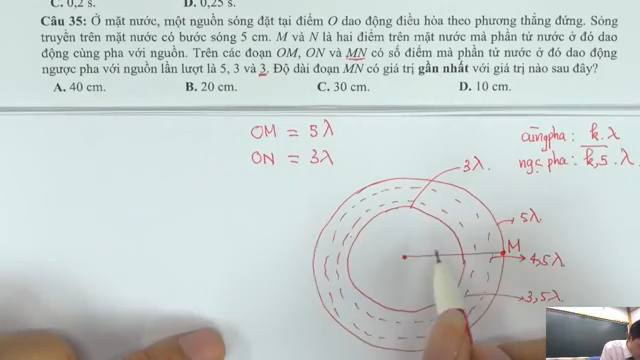 C. 0,2 s. D. 0,25 s.
Câu 35: Ở mặt nước, một nguồn sóng đặt tại điểm O dao động điều hòa theo phương thẳng đứng. Sóng
truyền trên mặt nước có bước sóng 5 cm. M và N là hai điểm trên mặt nước mà phần tử nước ở đó dao
động cùng pha với nguồn. Trên các đoạn OM, ON và MN có số điểm mà phần tử nước ở đó dao động
ngược pha với nguồn lần lượt là 5, 3 và 3. Độ dài đoạn MN có giá trị gần nhất với giá trị nào sau đây?
A. 40 cm. B. 20 cm. C. 30 cm. D. 10 cm.
OM = 5λ
ON = 3λ
cùng pha: k.λ
ngc pha: k,5.λ
3λ.
5λ
M
4,5λ
3,5λ